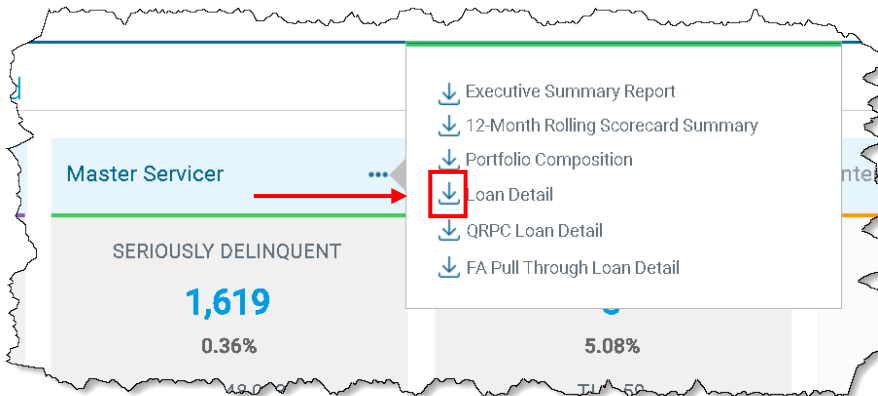 Executive Summary Report
12-Month Rolling Scorecard Summary
Portfolio Composition
Master Servicer
Loan Detail
QRPC Loan Detail
FA Pull Through Loan Detail
SERIOUSLY DELINQUENT
1,619
0.36%
5.08%